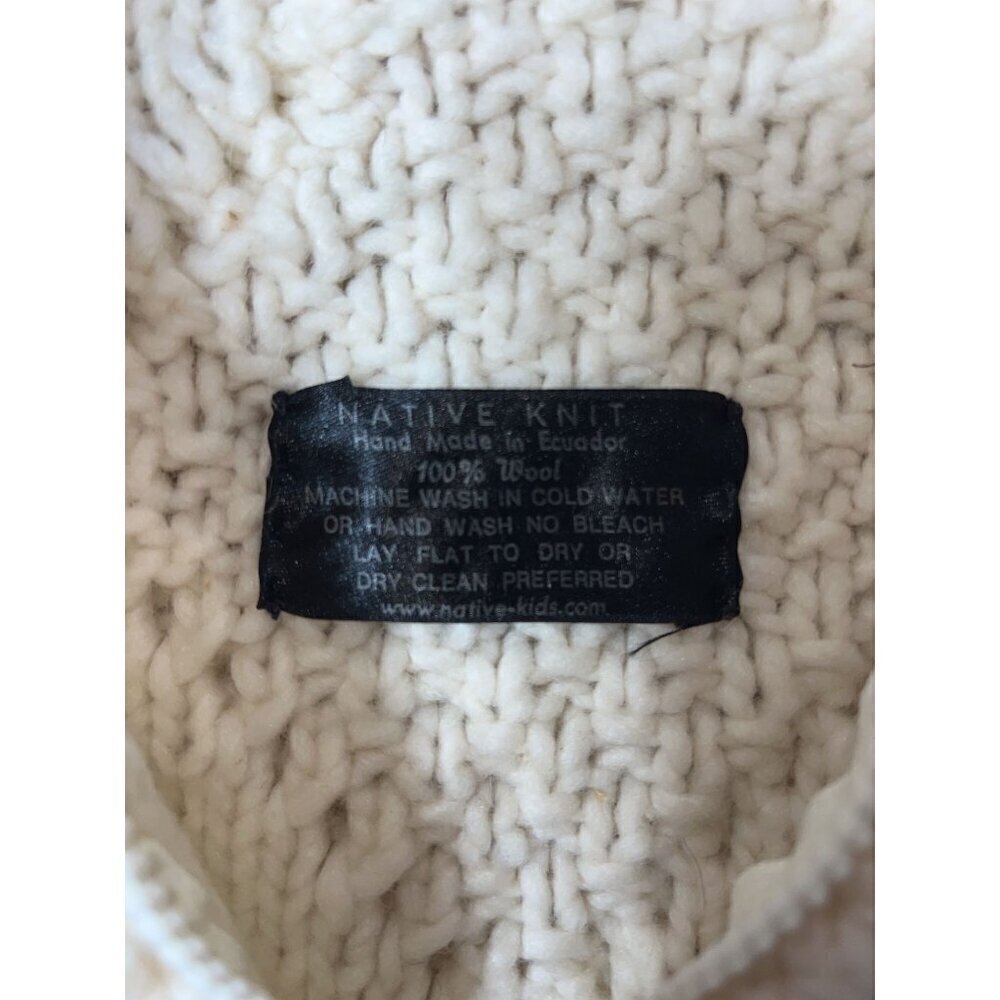 NATIVE KNIT
Hand Made in Ecuador
100% Wool
MACHINE WASH IN COLD WATER
OR HAND WASH NO BLEACH
LAY FLAT TO DRY OR
DRY CLEAN PREFERRED
www.native-kids.com